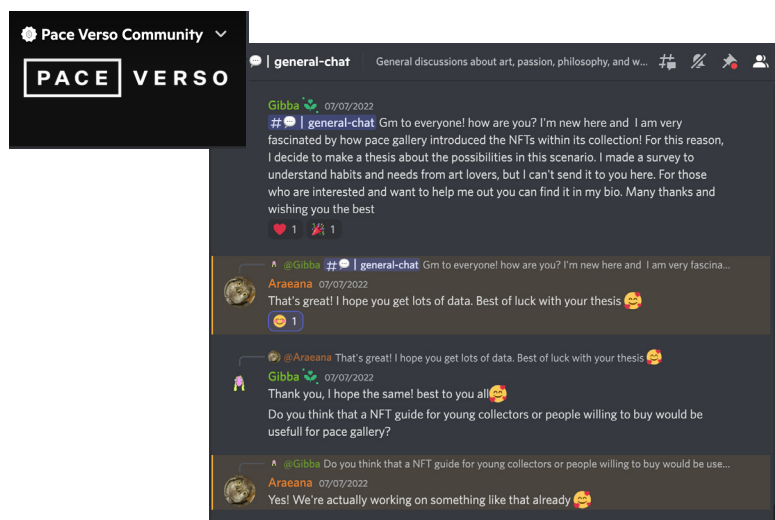 Pace Verso Community
PACE VERSO
general-chat
General discussions about art, passion, philosophy, and w...
Gibba 07/07/2022
# | general-chat Gm to everyone! how are you? I'm new here and I am very
fascinated by how pace gallery introduced the NFTs within its collection! For this reason,
I decide to make a thesis about the possibilities in this scenario. I made a survey to
understand habits and needs from art lovers, but I can't send it to you here. For those
who are interested and want to help me out you can find it in my bio. Many thanks and
wishing you the best
1 1
@Gibba # | general-chat Gm to everyone! how are you? I'm new here and I am very fascina...
Araeana 07/07/2022
That's great! I hope you get lots of data. Best of luck with your thesis
1
@Araeana That's great! I hope you get lots of data. Best of luck with your thesis
Gibba 07/07/2022
Thank you, I hope the same! best to you all
Do you think that a NFT guide for young collectors or people willing to buy would be
usefull for pace gallery?
@Gibba Do you think that a NFT guide for young collectors or people willing to buy would be use...
Araeana 07/07/2022
Yes! We're actually working on something like that already